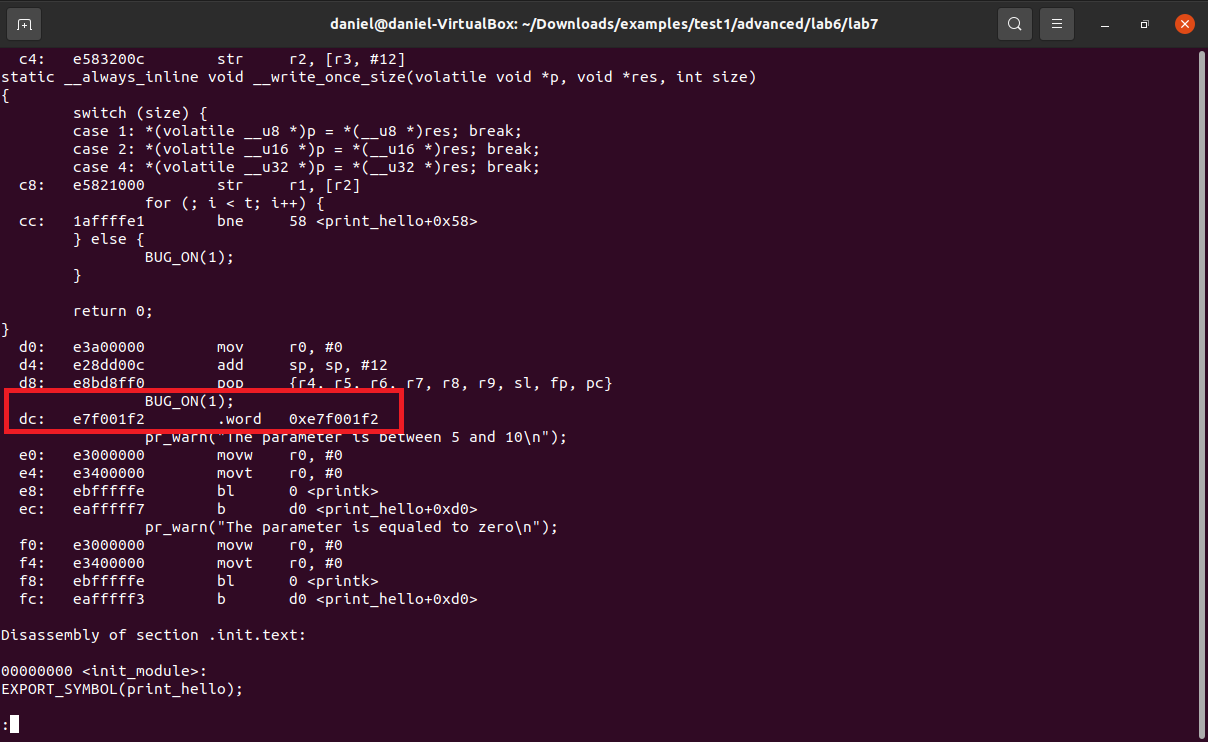 daniel@daniel-VirtualBox: ~/Downloads/examples/test1/advanced/lab6/lab7
  c4:   e583200c        str     r2, [r3, #12]
static __always_inline void __write_once_size(volatile void *p, void *res, int size)
{
        switch (size) {
        case 1: *(volatile __u8 *)p = *(__u8 *)res; break;
        case 2: *(volatile __u16 *)p = *(__u16 *)res; break;
        case 4: *(volatile __u32 *)p = *(__u32 *)res; break;
  c8:   e5821000        str     r1, [r2]
                for (; i < t; i++) {
  cc:   1affffe1        bne     58 <print_hello+0x58>
        } else {
                BUG_ON(1);
        }
        return 0;
}
  d0:   e3a00000        mov     r0, #0
  d4:   e28dd00c        add     sp, sp, #12
  d8:   e8bd8ff0        pop     {r4, r5, r6, r7, r8, r9, sl, fp, pc}
                BUG_ON(1);
  dc:   e7f001f2        .word   0xe7f001f2
                pr_warn("The parameter is between 5 and 10\n");
  e0:   e3000000        movw    r0, #0
  e4:   e3400000        movt    r0, #0
  e8:   ebfffffe        bl      0 <printk>
  ec:   eafffff7        b       d0 <print_hello+0xd0>
                pr_warn("The parameter is equaled to zero\n");
  f0:   e3000000        movw    r0, #0
  f4:   e3400000        movt    r0, #0
  f8:   ebfffffe        bl      0 <printk>
  fc:   eafffff3        b       d0 <print_hello+0xd0>
Disassembly of section .init.text:
00000000 <init_module>:
EXPORT_SYMBOL(print_hello);
: